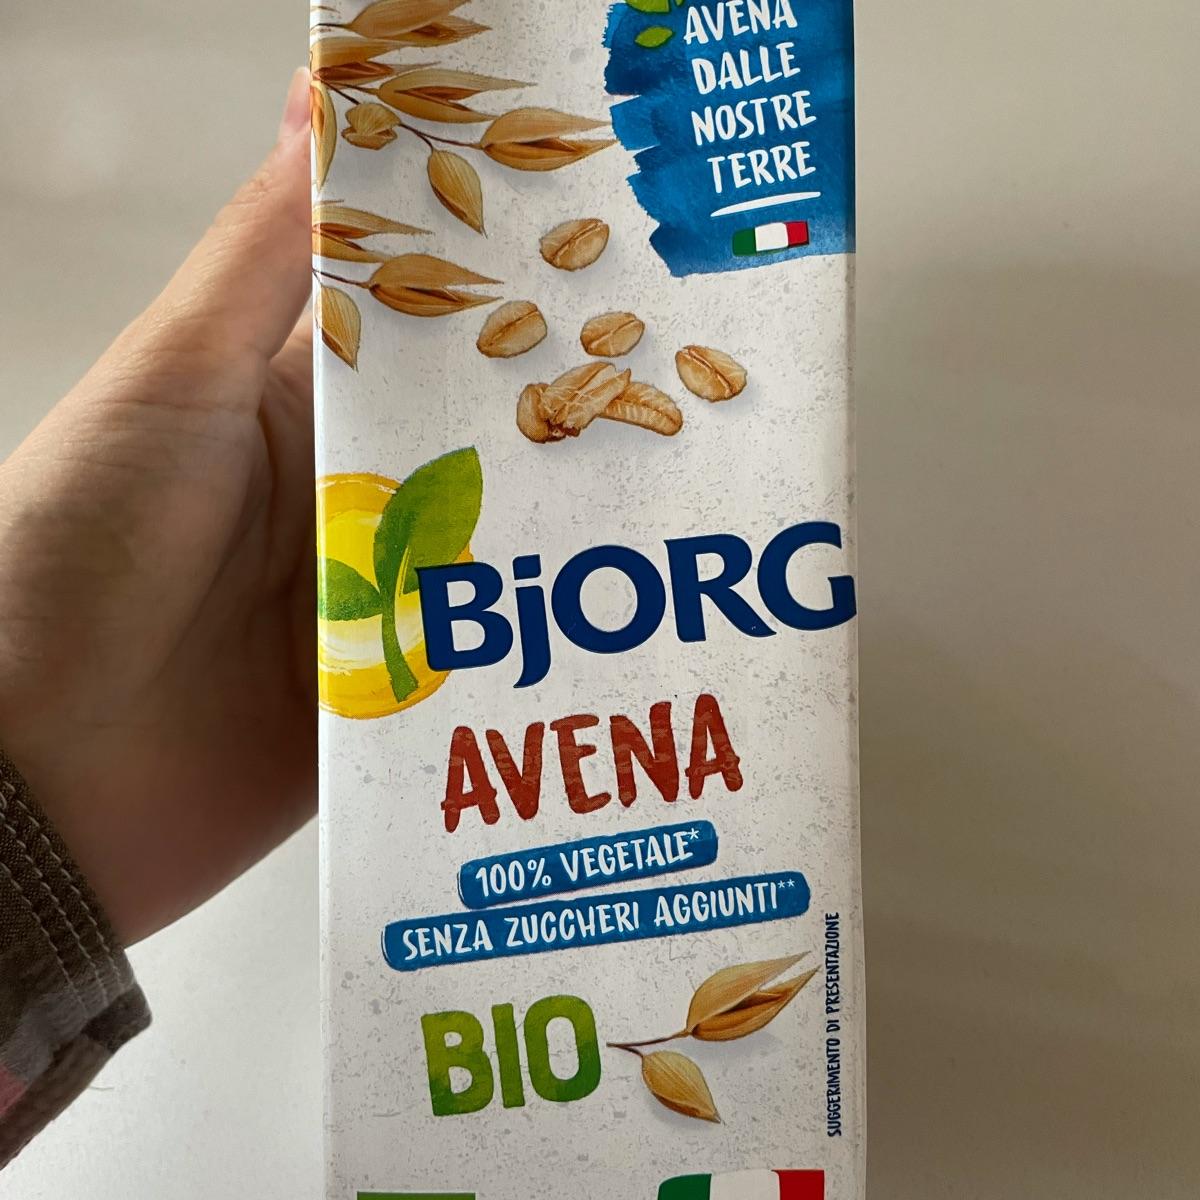 AVENA
DALLE
NOSTRE
TERRE
BjORG
AVENA
100% VEGETALE*
SENZA ZUCCHERI AGGIUNTI**
BIO
SUGGERIMENTO DI PRESENTAZIONE